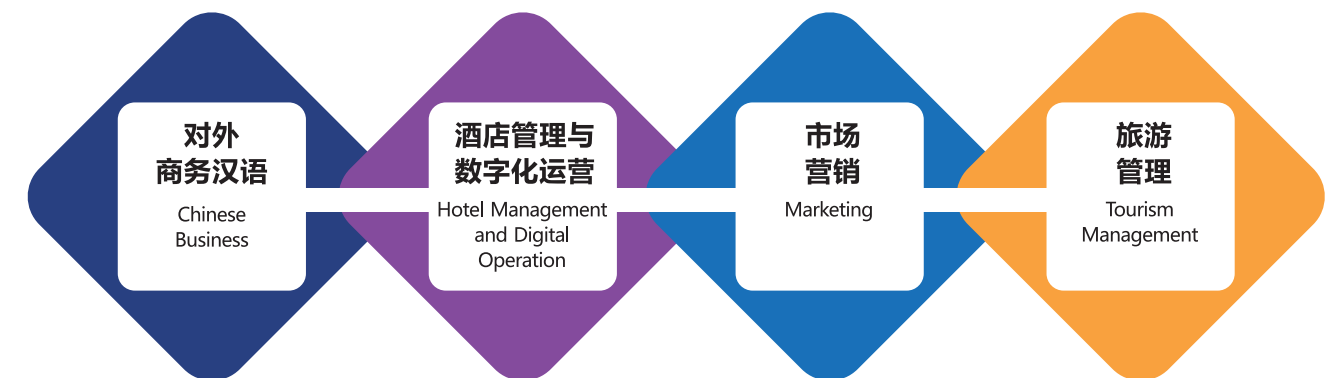 对外
商务汉语
Chinese
Business
酒店管理与
数字化运营
Hotel Management
and Digital
Operation
市场
营销
Marketing
旅游
管理
Tourism
Management